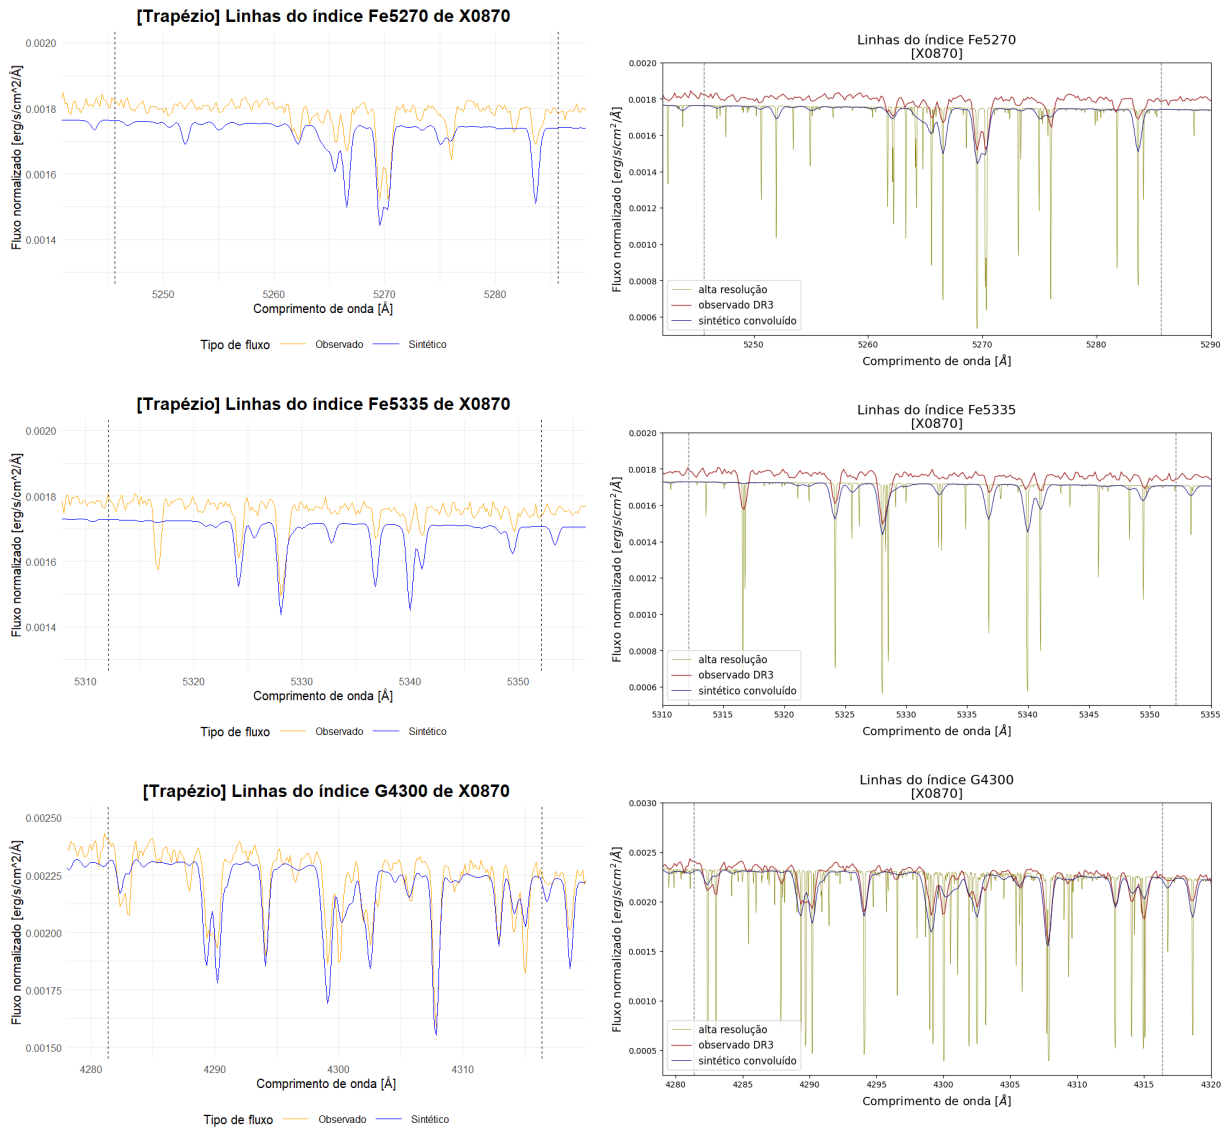 [Trapézio] Linhas do índice Fe5270 de X0870
0.0020
0.0018
0.0016
0.0014
Fluxo normalizado [erg/s/cm^2/Å]
5250
5260
5270
5280
Comprimento de onda [Å]
Tipo de fluxo
Observado
Sintético
Linhas do índice Fe5270
[X0870]
0.0020
0.0018
0.0016
0.0014
0.0012
0.0010
0.0008
0.0006
Fluxo normalizado [erg/s/cm²/Å]
alta resolução
observado DR3
sintético convoluído
5250
5260
5270
5280
5290
Comprimento de onda [Å]
[Trapézio] Linhas do índice Fe5335 de X0870
0.0020
0.0018
0.0016
0.0014
Fluxo normalizado [erg/s/cm^2/Å]
5310
5320
5330
5340
5350
Comprimento de onda [Å]
Tipo de fluxo
Observado
Sintético
Linhas do índice Fe5335
[X0870]
0.0020
0.0018
0.0016
0.0014
0.0012
0.0010
0.0008
0.0006
Fluxo normalizado [erg/s/cm²/Å]
alta resolução
observado DR3
sintético convoluído
5310
5315
5320
5325
5330
5335
5340
5345
5350
5355
Comprimento de onda [Å]
[Trapézio] Linhas do índice G4300 de X0870
0.00250
0.00225
0.00200
0.00175
0.00150
Fluxo normalizado [erg/s/cm^2/Å]
4280
4290
4300
4310
Comprimento de onda [Å]
Tipo de fluxo
Observado
Sintético
Linhas do índice G4300
[X0870]
0.0030
0.0025
0.0020
0.0015
0.0010
0.0005
Fluxo normalizado [erg/s/cm²/Å]
alta resolução
observado DR3
sintético convoluído
4280
4285
4290
4295
4300
4305
4310
4315
4320
Comprimento de onda [Å]